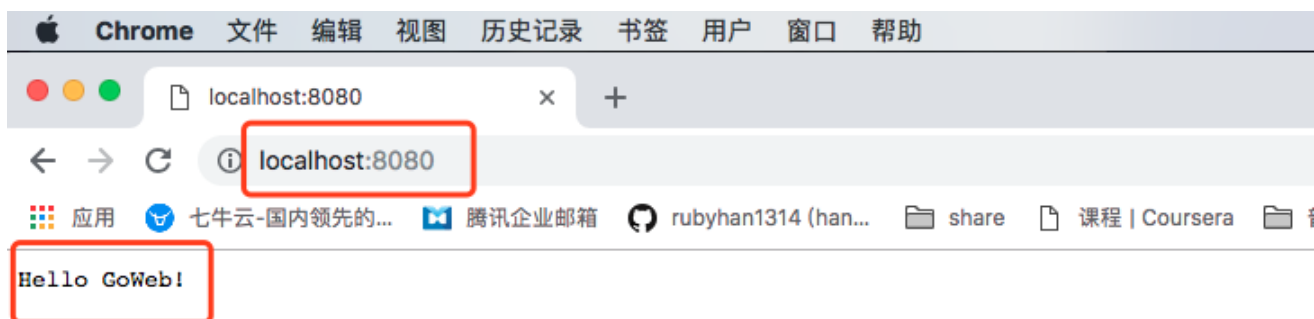 Chrome 文件 编辑 视图 历史记录 书签 用户 窗口 帮助
localhost:8080
localhost:8080
应用 七牛云-国内领先的... 腾讯企业邮箱 rubyhan1314 (han... share 课程 | Coursera
Hello GoWeb!